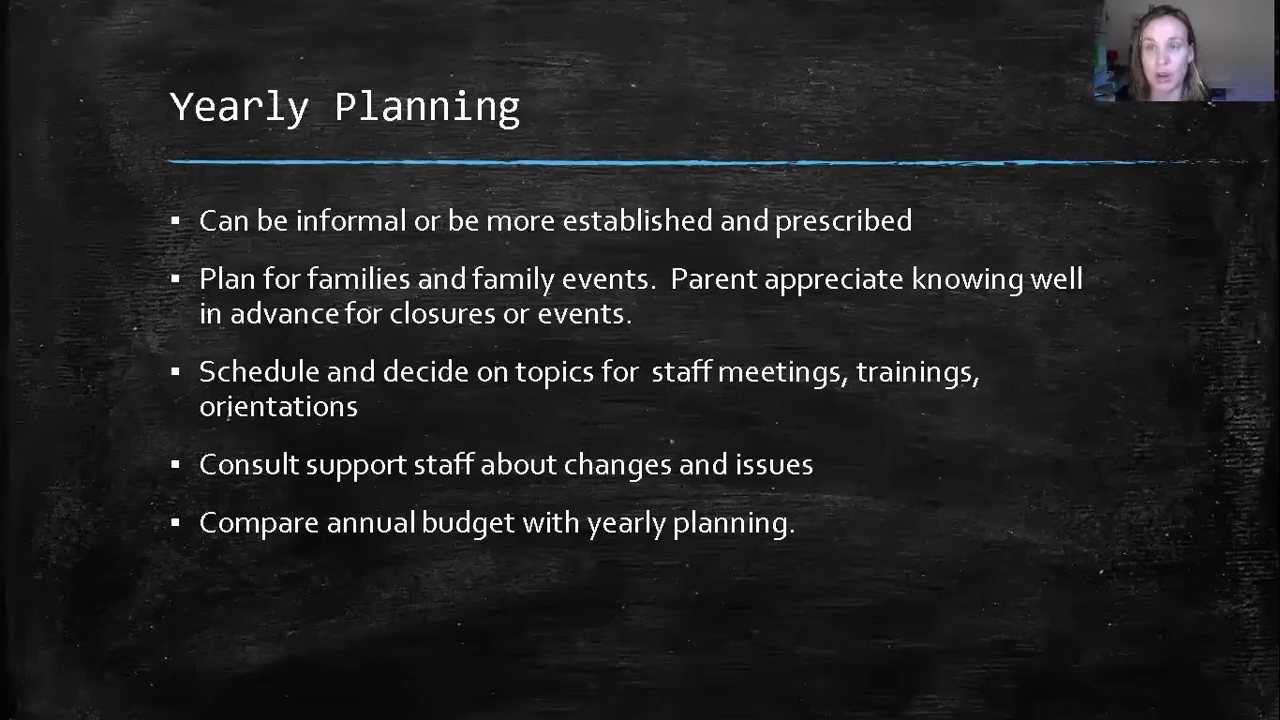 Yearly Planning
▪ Can be informal or be more established and prescribed
▪ Plan for families and family events.  Parent appreciate knowing well
in advance for closures or events.
▪ Schedule and decide on topics for  staff meetings, trainings,
orientations
▪ Consult support staff about changes and issues
▪ Compare annual budget with yearly planning.